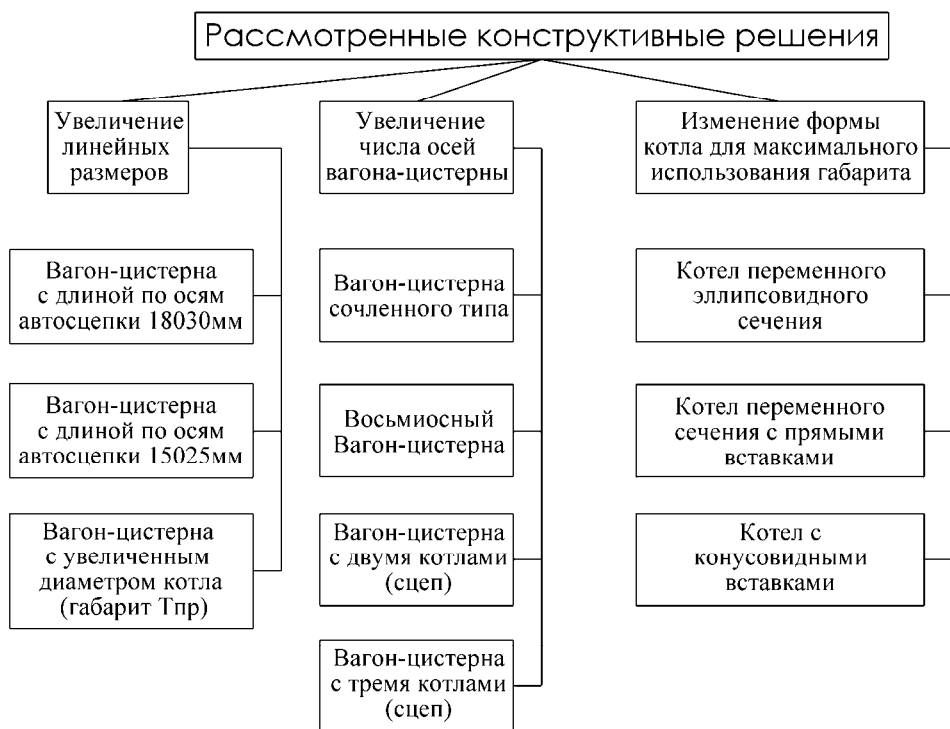 Рассмотренные конструктивные решения
Увеличение
линейных
размеров
Вагон-цистерна
с длиной по осям
автосцепки 18030мм
Вагон-цистерна
с длиной по осям
автосцепки 15025мм
Вагон-цистерна
с увеличенным
диаметром котла
(габарит Тпр)
Увеличение
числа осей
вагона-цистерны
Вагон-цистерна
сочленного типа
Восьмиосный
Вагон-цистерна
Вагон-цистерна
с двумя котлами
(сцеп)
Вагон-цистерна
с тремя котлами
(сцеп)
Изменение формы
котла для максимального
использования габарита
Котел переменного
эллипсовидного
сечения
Котел переменного
сечения с прямыми
вставками
Котел с
конусовидными
вставками